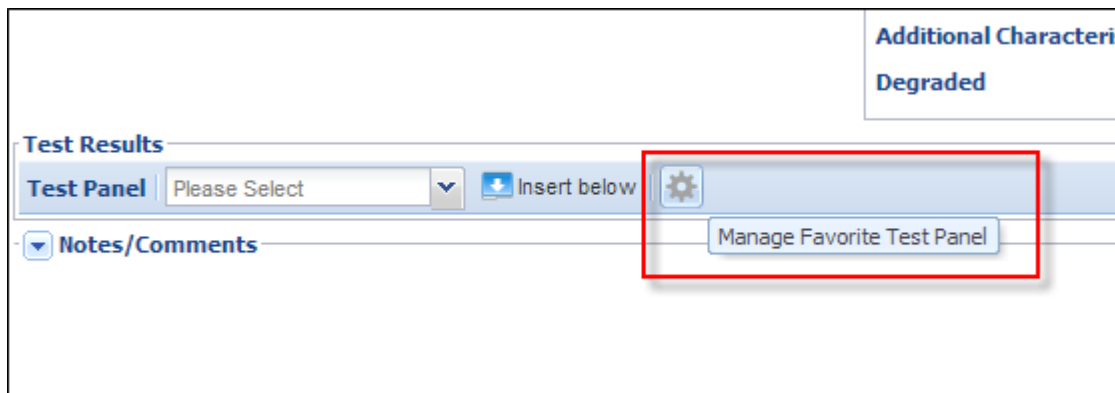 Additional Characteri
Degraded
Test Results
Test Panel Please Select Insert below
Manage Favorite Test Panel
Notes/Comments